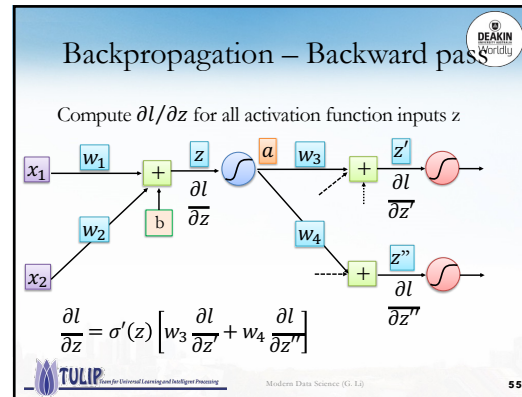 DEAKIN
Worldly
Backpropagation – Backward pass
Compute ∂l/∂z for all activation function inputs z
x₁ w₁ + z a w₃ + z′
∂l/∂z
∂l/∂z′
b
w₂
w₄
x₂
+ z”
∂l/∂z′′
∂l/∂z = σ′(z) [w₃ ∂l/∂z′ + w₄ ∂l/∂z′′]
TULIP Team for Universal Learning and Intelligent Processing
Modern Data Science (G. Li)
55